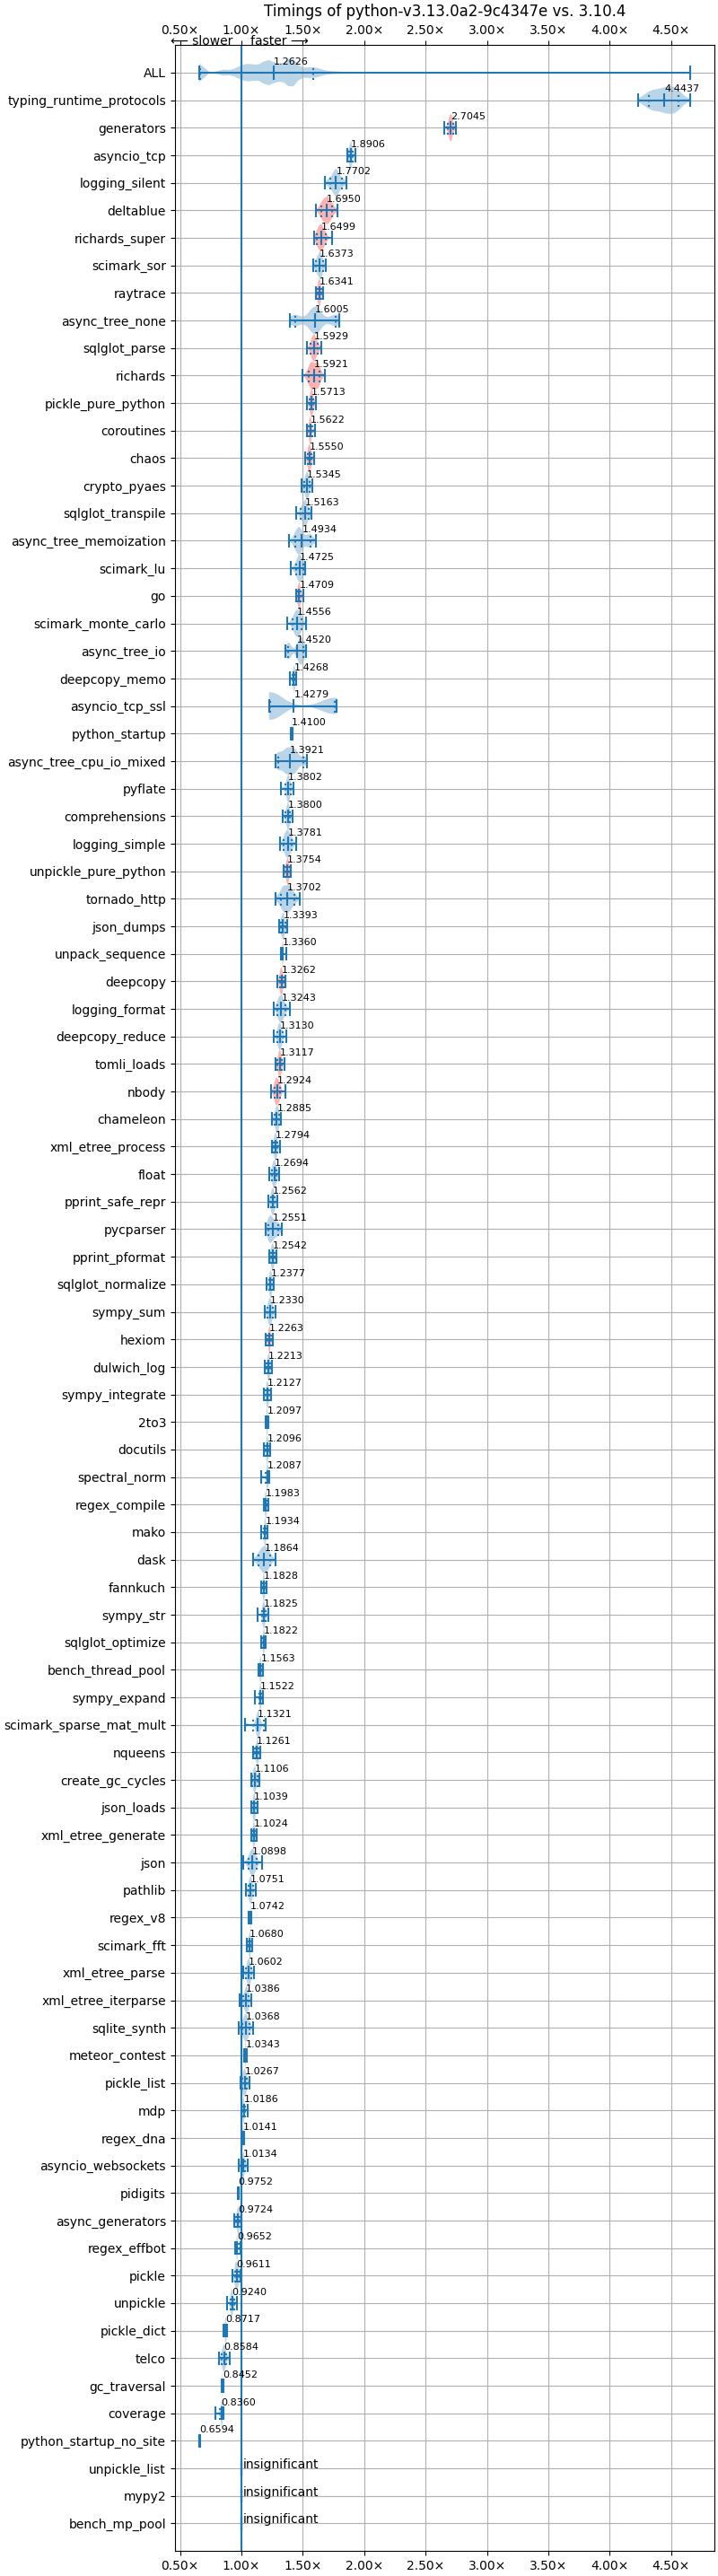 Timings of python-v3.13.0a2-9c4347e vs. 3.10.4
0.50× 1.00× 1.50× 2.00× 2.50× 3.00× 3.50× 4.00× 4.50×
← slower faster →
ALL 1.2626
typing_runtime_protocols 4.4437
generators 2.7045
asyncio_tcp 1.8906
logging_silent 1.7702
deltablue 1.6950
richards_super 1.6499
scimark_sor 1.6373
raytrace 1.6341
async_tree_none 1.6005
sqlglot_parse 1.5929
richards 1.5921
pickle_pure_python 1.5713
coroutines 1.5622
chaos 1.5550
crypto_pyaes 1.5345
sqlglot_transpile 1.5163
async_tree_memoization 1.4934
scimark_lu 1.4725
go 1.4709
scimark_monte_carlo 1.4556
async_tree_io 1.4520
deepcopy_memo 1.4268
asyncio_tcp_ssl 1.4279
python_startup 1.4100
async_tree_cpu_io_mixed 1.3921
pyflate 1.3802
comprehensions 1.3800
logging_simple 1.3781
unpickle_pure_python 1.3754
tornado_http 1.3702
json_dumps 1.3393
unpack_sequence 1.3360
deepcopy 1.3262
logging_format 1.3243
deepcopy_reduce 1.3130
tomli_loads 1.3117
nbody 1.2924
chameleon 1.2885
xml_etree_process 1.2794
float 1.2694
pprint_safe_repr 1.2562
pycparser 1.2551
pprint_pformat 1.2542
sqlglot_normalize 1.2377
sympy_sum 1.2330
hexiom 1.2263
dulwich_log 1.2213
sympy_integrate 1.2127
2to3 1.2097
docutils 1.2096
spectral_norm 1.2087
regex_compile 1.1983
mako 1.1934
dask 1.1864
fannkuch 1.1828
sympy_str 1.1825
sqlglot_optimize 1.1822
bench_thread_pool 1.1563
sympy_expand 1.1522
scimark_sparse_mat_mult 1.1321
nqueens 1.1261
create_gc_cycles 1.1106
json_loads 1.1039
xml_etree_generate 1.1024
json 1.0898
pathlib 1.0751
regex_v8 1.0742
scimark_fft 1.0680
xml_etree_parse 1.0602
xml_etree_iterparse 1.0386
sqlite_synth 1.0368
meteor_contest 1.0343
pickle_list 1.0267
mdp 1.0186
regex_dna 1.0141
asyncio_websockets 1.0134
pidigits 0.9752
async_generators 0.9724
regex_effbot 0.9652
pickle 0.9611
unpickle 0.9240
pickle_dict 0.8717
telco 0.8584
gc_traversal 0.8452
coverage 0.8360
python_startup_no_site 0.6594
unpickle_list insignificant
mypy2 insignificant
bench_mp_pool insignificant
0.50× 1.00× 1.50× 2.00× 2.50× 3.00× 3.50× 4.00× 4.50×